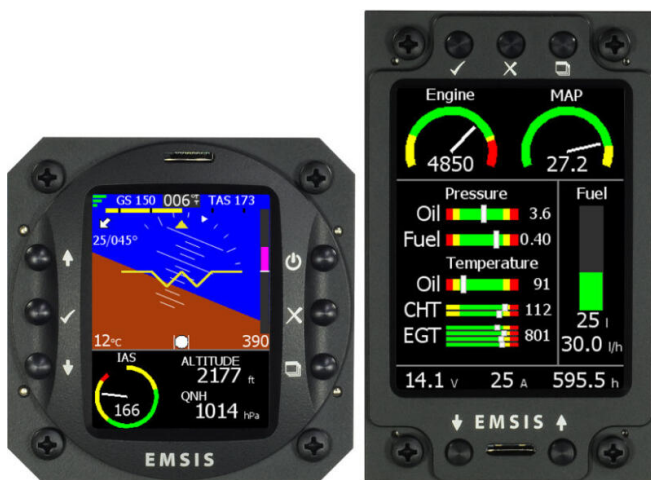 GS 150 006 TAS 173
25/045°
12°C 390
IAS
166
ALTITUDE
2177 ft
QNH
1014 hPa
EMSIS
Engine MAP
4850 27.2
Pressure
Oil 3.6
Fuel 0.40
Temperature
Oil 91
CHT 112
EGT 801
Fuel
25 l
30.0 l/h
14.1 V 25 A 595.5 h
EMSIS